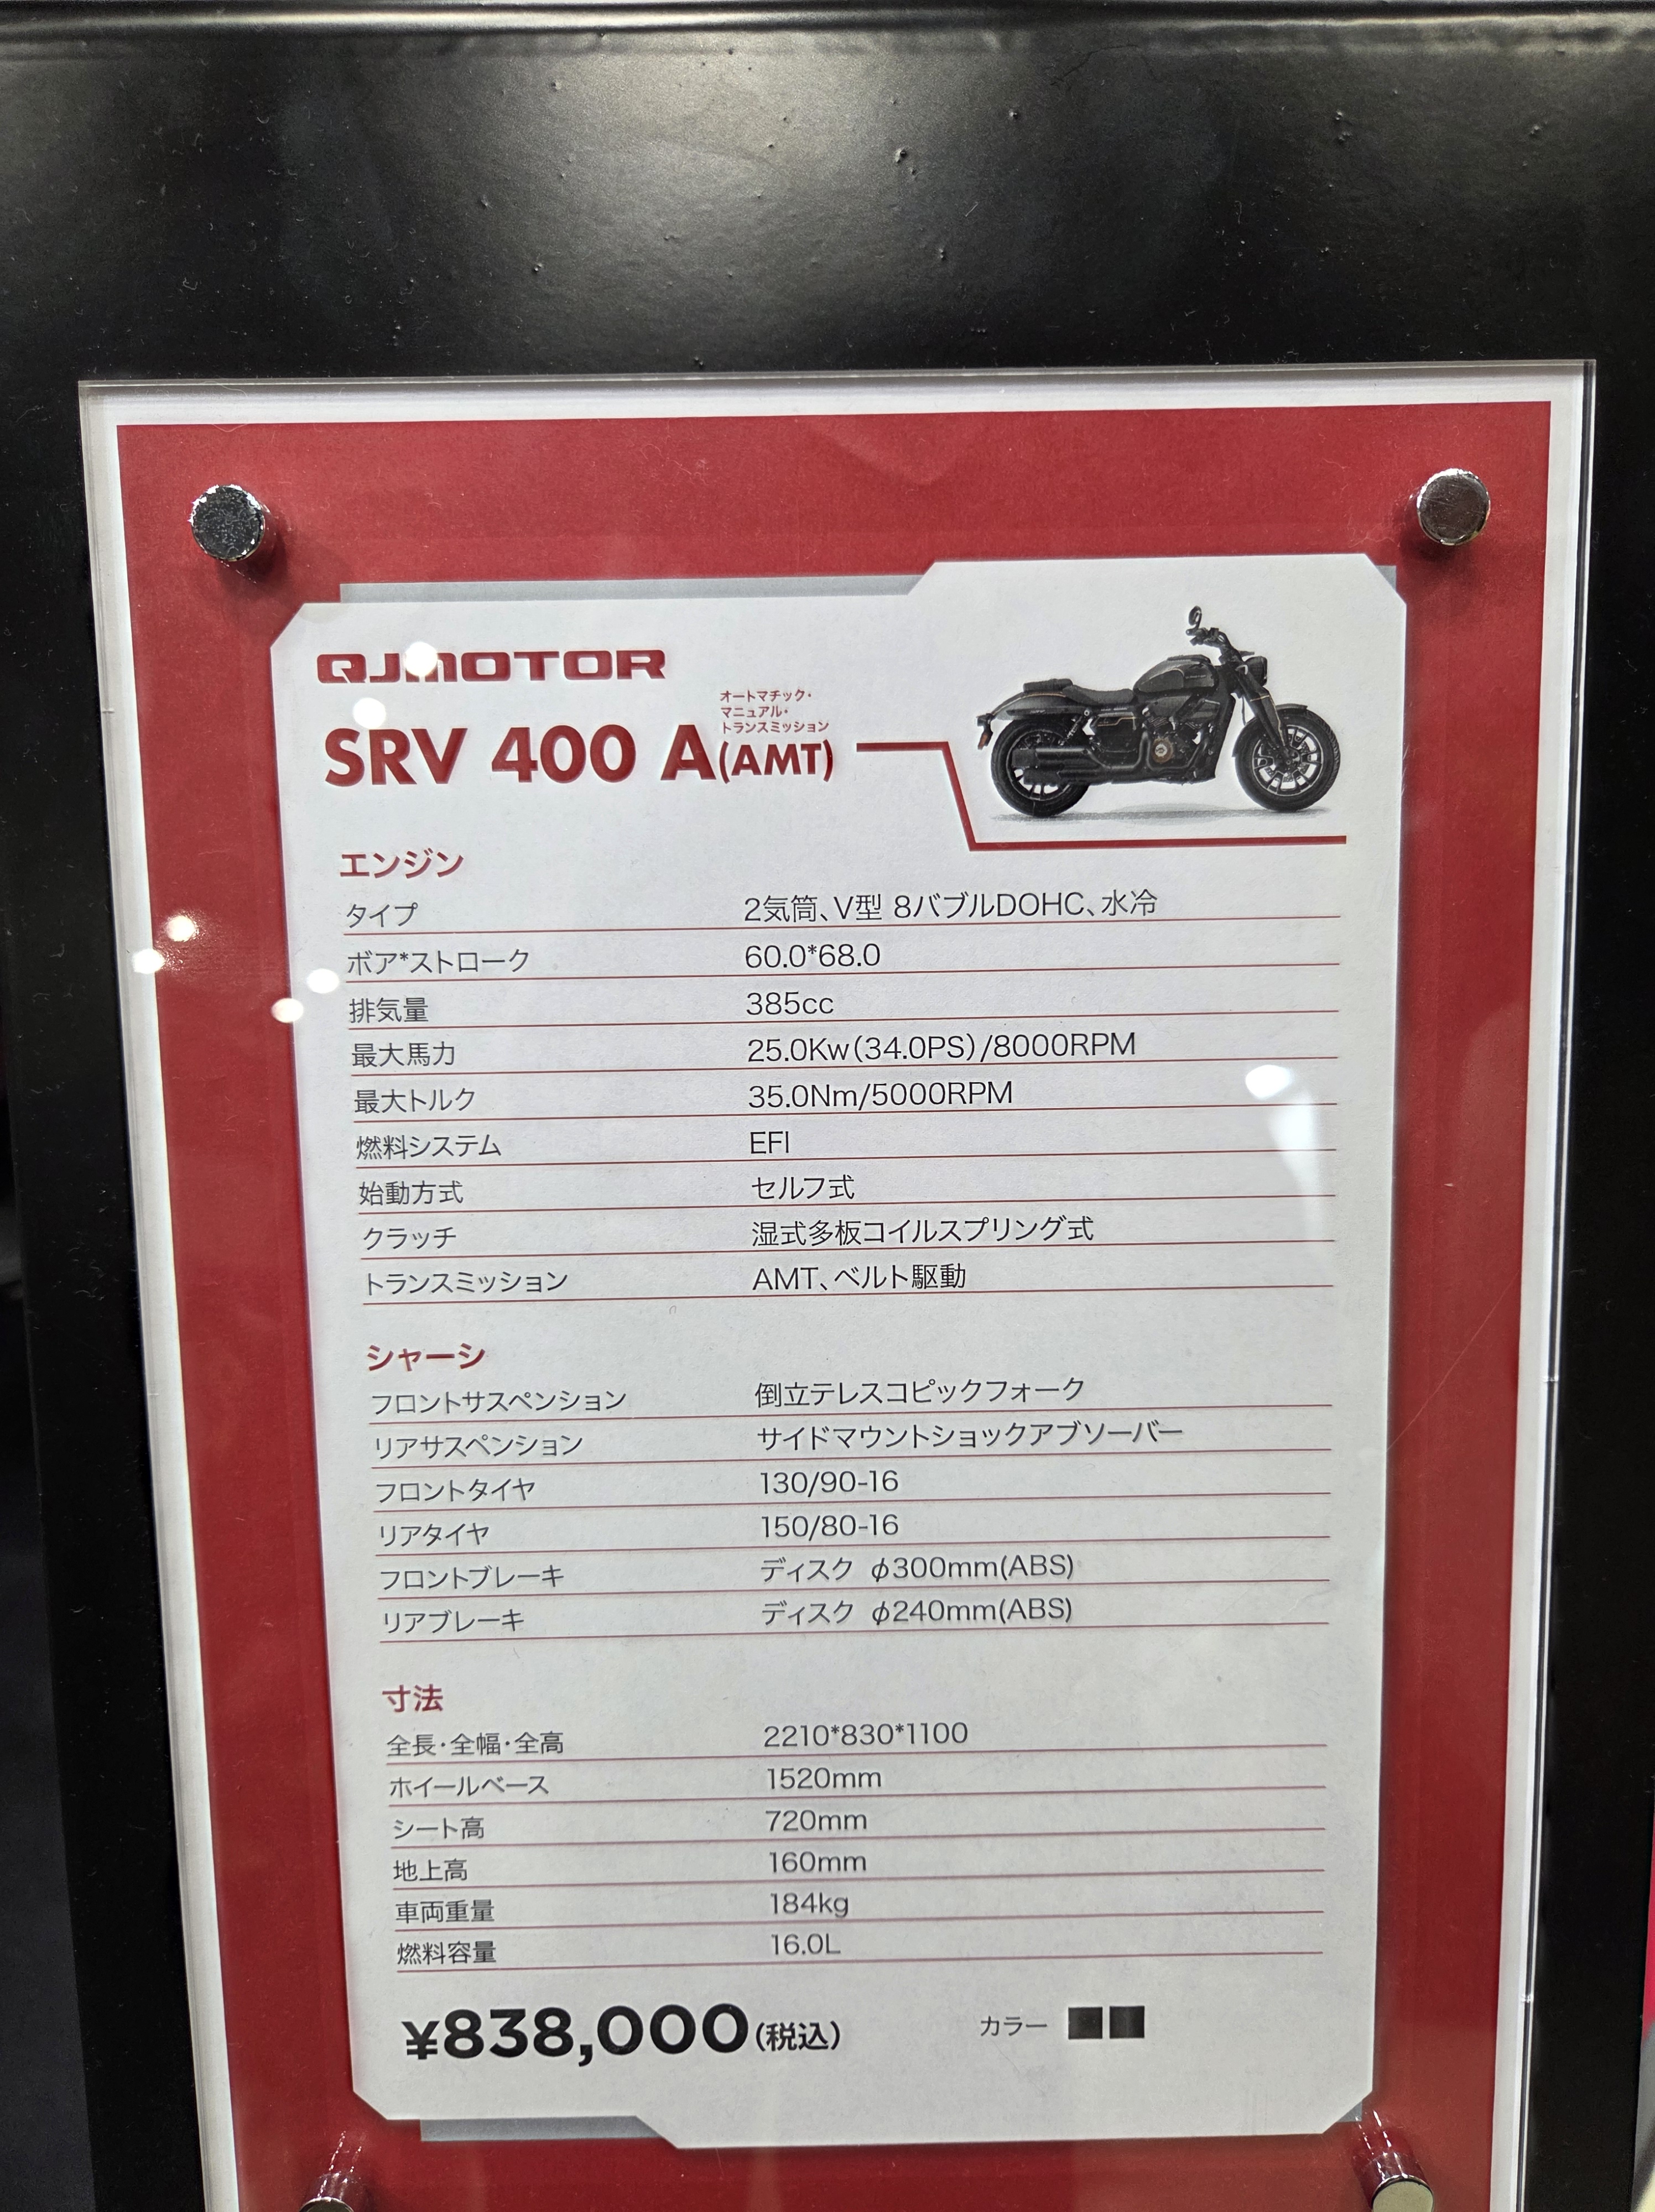 QJMOTOR
オートマチック・
マニュアル・
トランスミッション
SRV 400 A(AMT)
エンジン
タイプ 2気筒、V型 8バブルDOHC、水冷
ボア*ストローク 60.0*68.0
排気量 385cc
最大馬力 25.0Kw(34.0PS)/8000RPM
最大トルク 35.0Nm/5000RPM
燃料システム EFI
始動方式 セルフ式
クラッチ 湿式多板コイルスプリング式
トランスミッション AMT、ベルト駆動
シャーシ
フロントサスペンション 倒立テレスコピックフォーク
リアサスペンション サイドマウントショックアブソーバー
フロントタイヤ 130/90-16
リアタイヤ 150/80-16
フロントブレーキ ディスク φ300mm(ABS)
リアブレーキ ディスク φ240mm(ABS)
寸法
全長・全幅・全高 2210*830*1100
ホイールベース 1520mm
シート高 720mm
地上高 160mm
車両重量 184kg
燃料容量 16.0L
¥838,000(税込) カラー